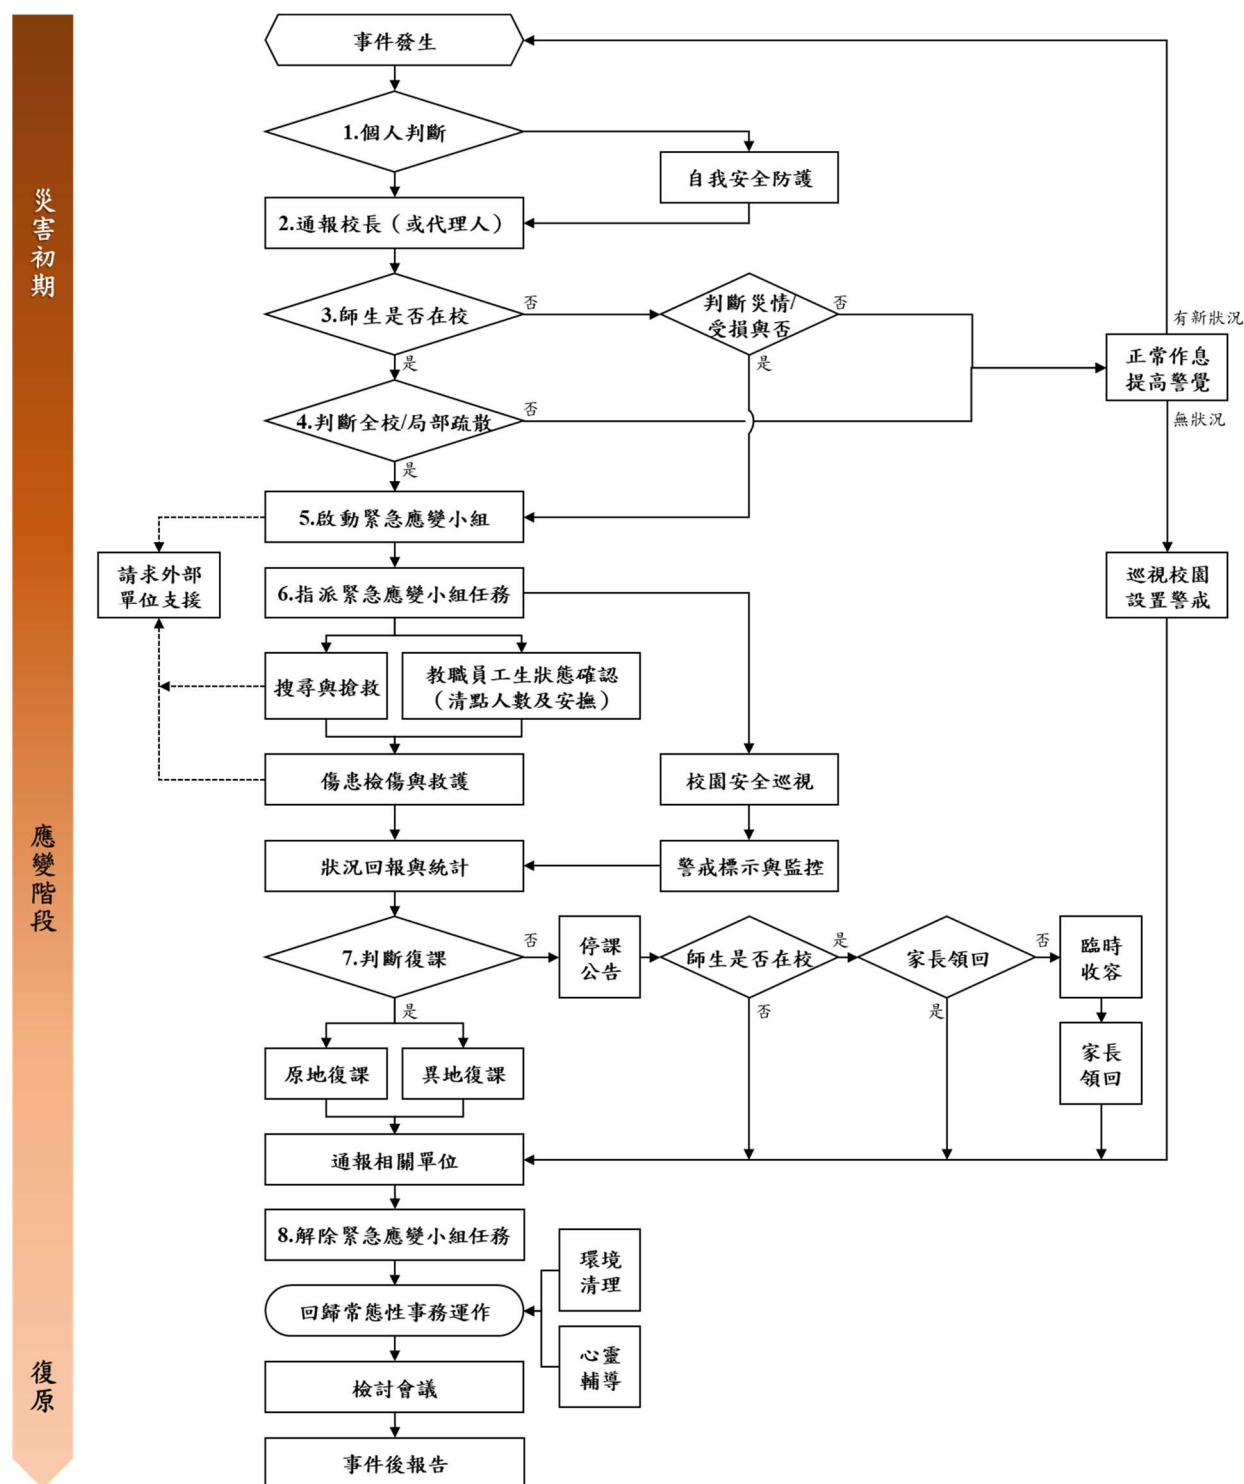 災害初期
應變階段
復原
事件發生
1.個人判斷
自我安全防護
2.通報校長（或代理人）
3.師生是否在校
否
是
判斷災情/
受損與否
否
是
有新狀況
正常作息
提高警覺
無狀況
4.判斷全校/局部疏散
否
是
5.啟動緊急應變小組
請求外部
單位支援
6.指派緊急應變小組任務
巡視校園
設置警戒
搜尋與搶救
教職員工生狀態確認
（清點人數及安撫）
傷患檢傷與救護
校園安全巡視
狀況回報與統計
警戒標示與監控
7.判斷復課
否
是
停課
公告
師生是否在校
是
否
家長領回
否
是
臨時
收容
家長
領回
原地復課
異地復課
通報相關單位
8.解除緊急應變小組任務
環境
清理
回歸常態性事務運作
心靈
輔導
檢討會議
事件後報告